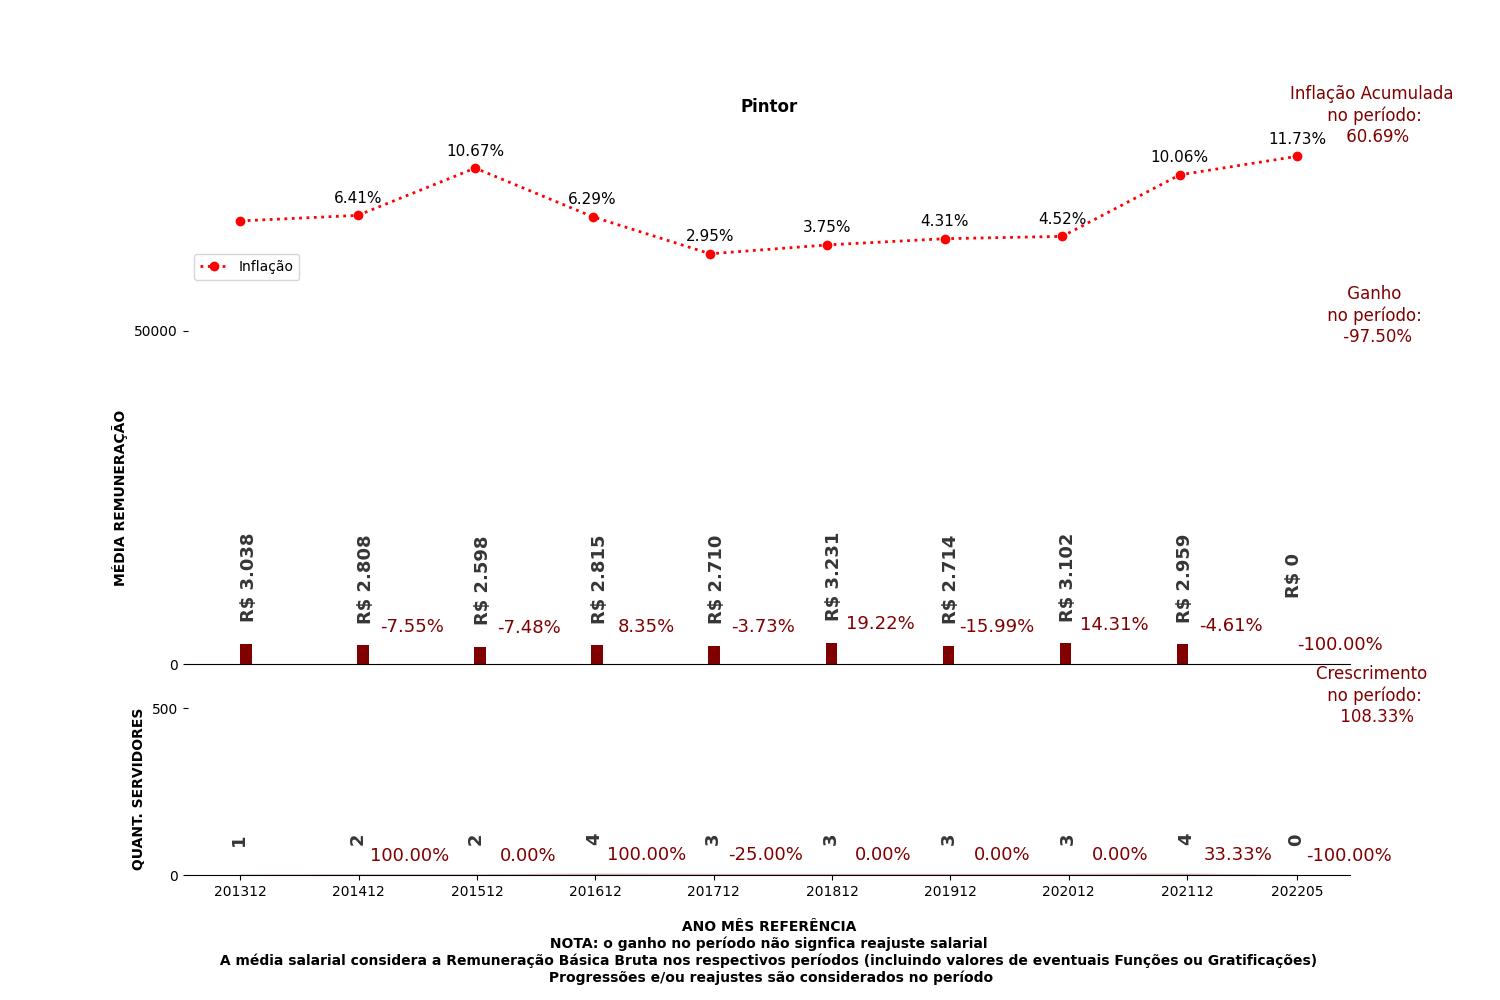 Pintor
Inflação Acumulada
no período:
60.69%
6.41%
10.67%
6.29%
2.95%
3.75%
4.31%
4.52%
10.06%
11.73%
Inflação
Ganho
no período:
-97.50%
50000
0
MÉDIA REMUNERAÇÃO
R$ 3.038
R$ 2.808
R$ 2.598
R$ 2.815
R$ 2.710
R$ 3.231
R$ 2.714
R$ 3.102
R$ 2.959
R$ 0
-7.55%
-7.48%
8.35%
-3.73%
19.22%
-15.99%
14.31%
-4.61%
-100.00%
Crescimento
no período:
108.33%
500
0
QUANT. SERVIDORES
1
2
2
4
3
3
3
3
4
0
100.00%
0.00%
100.00%
-25.00%
0.00%
0.00%
0.00%
33.33%
-100.00%
201312
201412
201512
201612
201712
201812
201912
202012
202112
202205
ANO MÊS REFERÊNCIA
NOTA: o ganho no período não signfica reajuste salarial
A média salarial considera a Remuneração Básica Bruta nos respectivos períodos (incluindo valores de eventuais Funções ou Gratificações)
Progressões e/ou reajustes são considerados no período